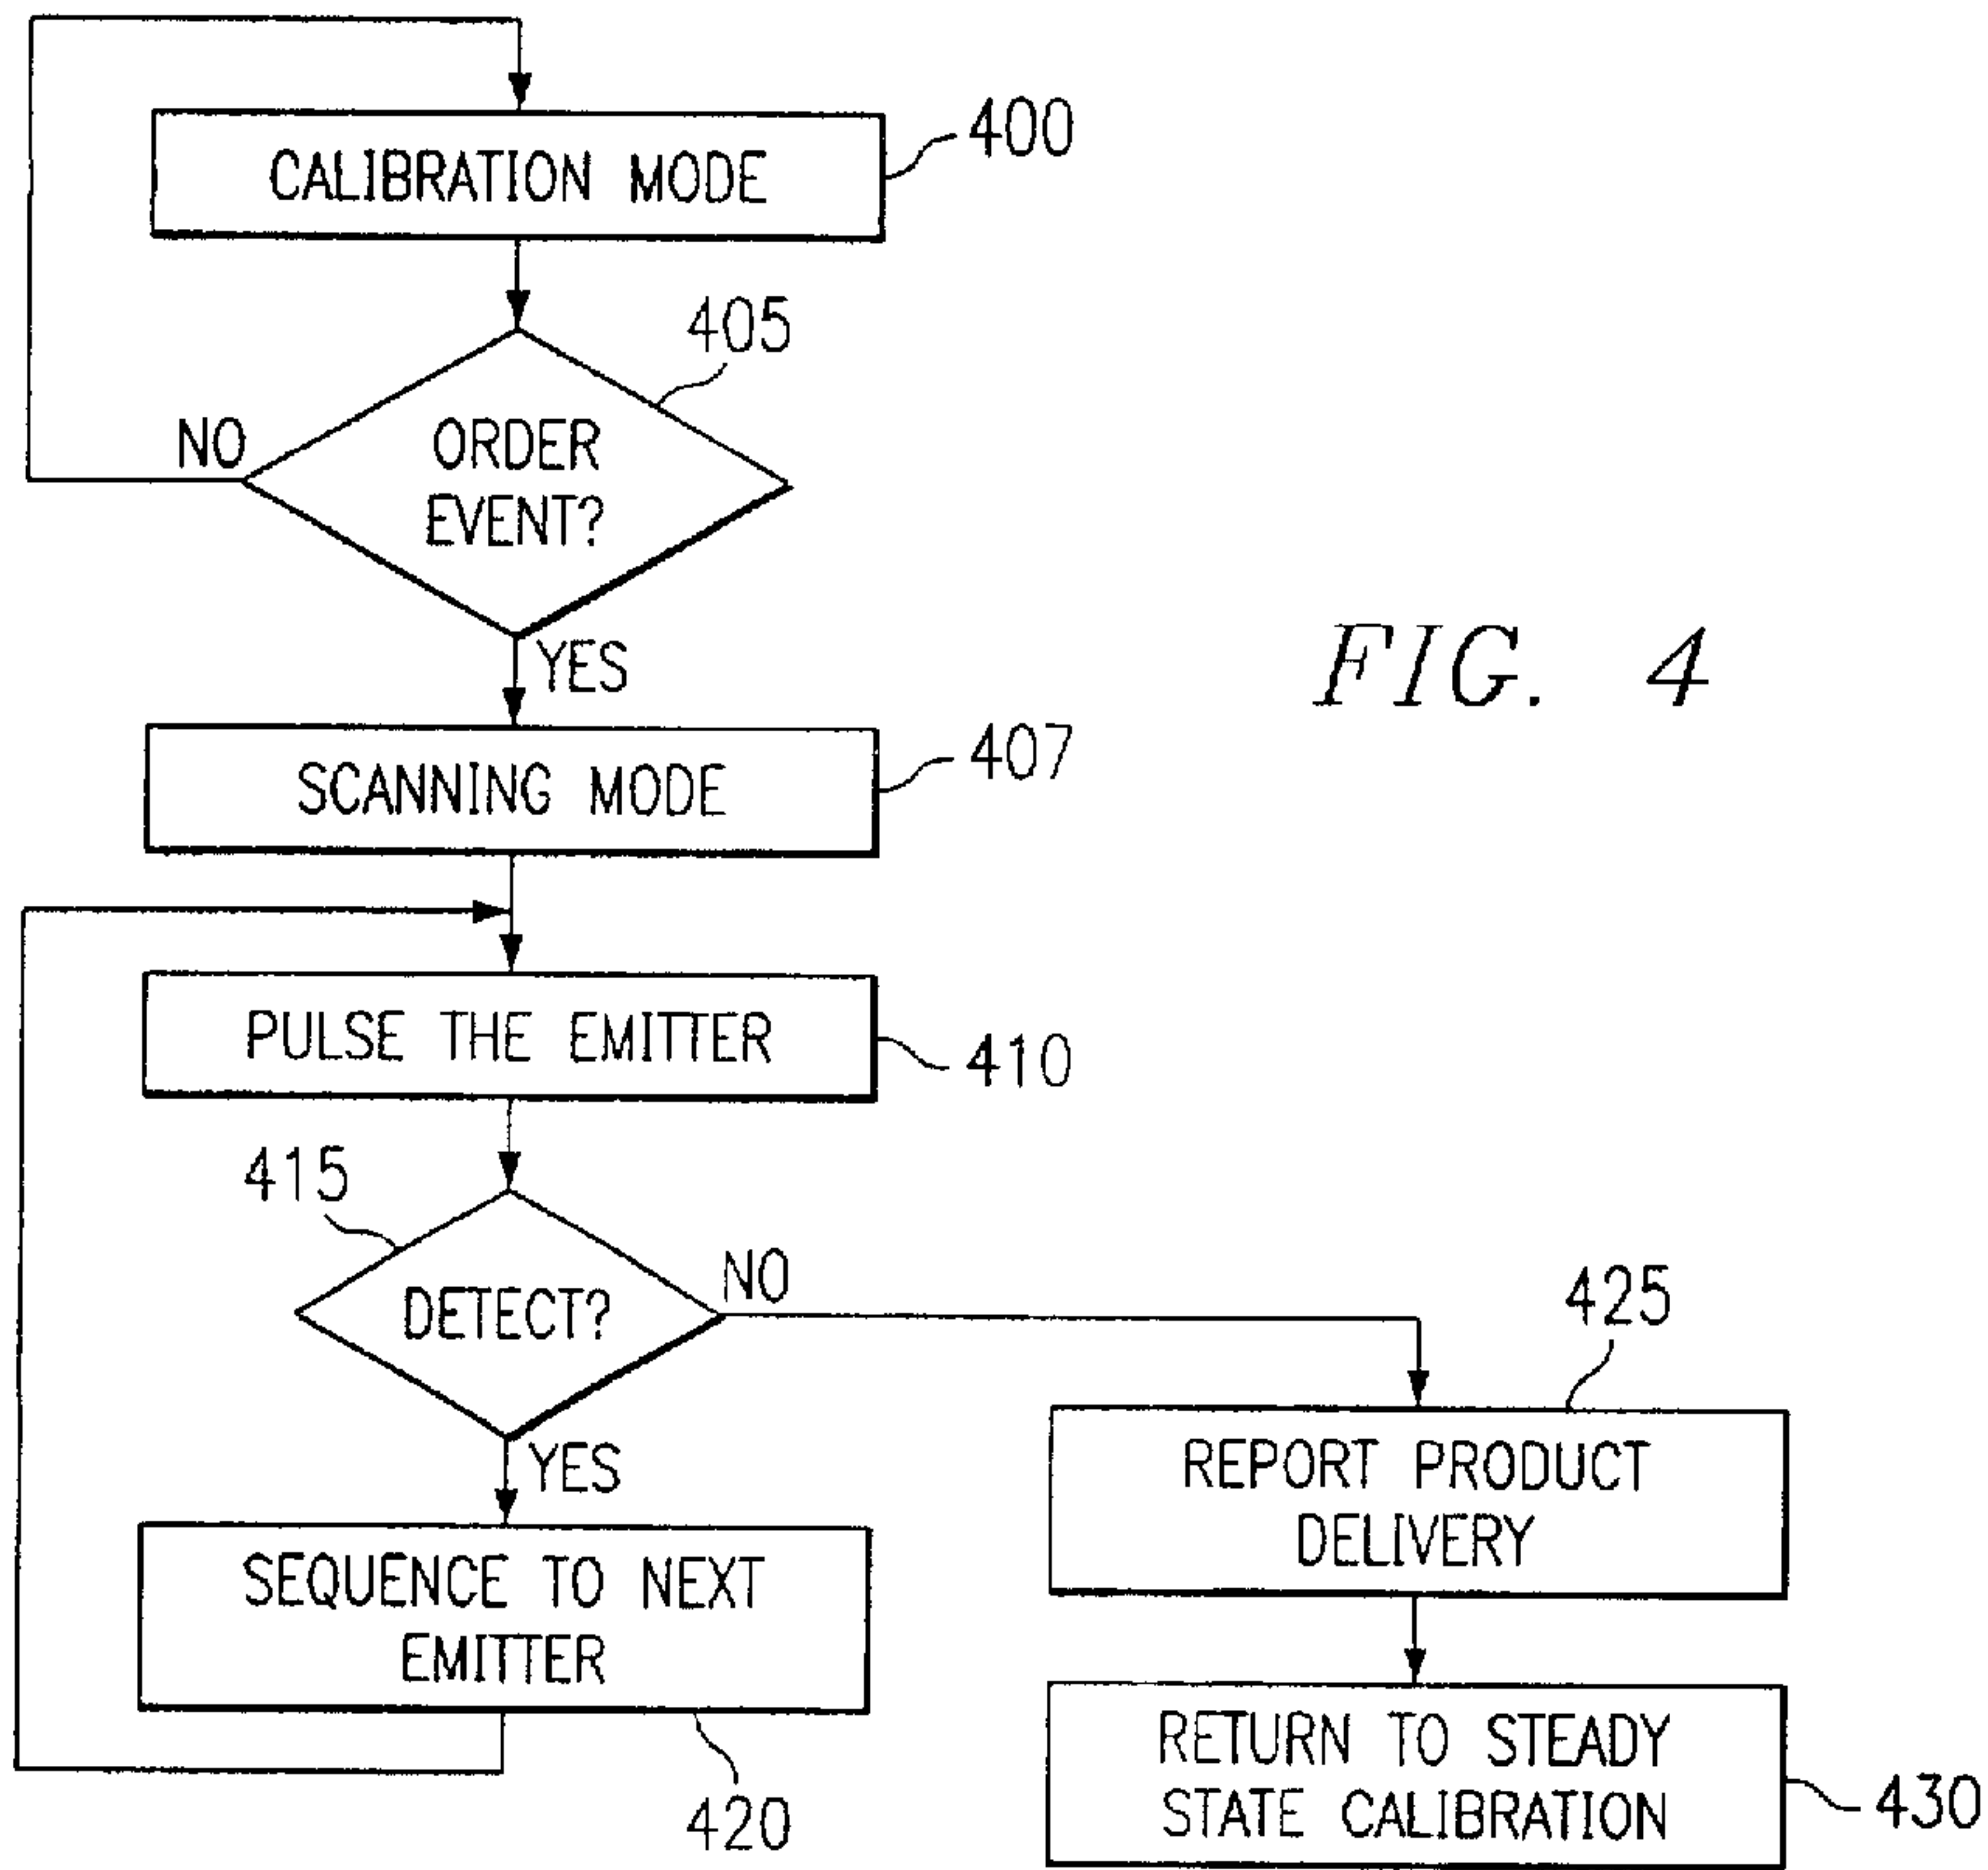 400
CALIBRATION MODE
405
NO
ORDER
EVENT?
YES
FIG. 4
407
SCANNING MODE
PULSE THE EMITTER
410
415
NO
DETECT?
425
YES
REPORT PRODUCT
DELIVERY
SEQUENCE TO NEXT
EMITTER
420
RETURN TO STEADY
STATE CALIBRATION
430